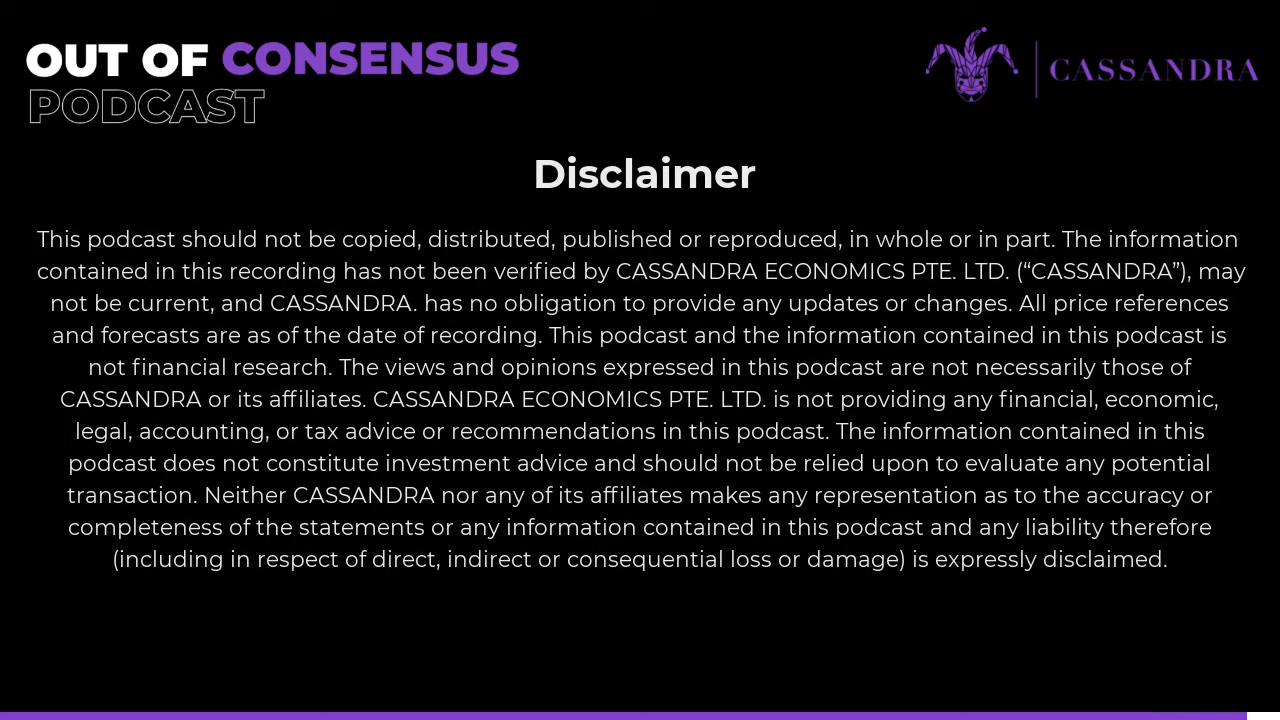 OUT OF CONSENSUS
PODCAST
CASSANDRA
Disclaimer
This podcast should not be copied, distributed, published or reproduced, in whole or in part. The information
contained in this recording has not been verified by CASSANDRA ECONOMICS PTE. LTD. (“CASSANDRA”), may
not be current, and CASSANDRA. has no obligation to provide any updates or changes. All price references
and forecasts are as of the date of recording. This podcast and the information contained in this podcast is
not financial research. The views and opinions expressed in this podcast are not necessarily those of
CASSANDRA or its affiliates. CASSANDRA ECONOMICS PTE. LTD. is not providing any financial, economic,
legal, accounting, or tax advice or recommendations in this podcast. The information contained in this
podcast does not constitute investment advice and should not be relied upon to evaluate any potential
transaction. Neither CASSANDRA nor any of its affiliates makes any representation as to the accuracy or
completeness of the statements or any information contained in this podcast and any liability therefore
(including in respect of direct, indirect or consequential loss or damage) is expressly disclaimed.